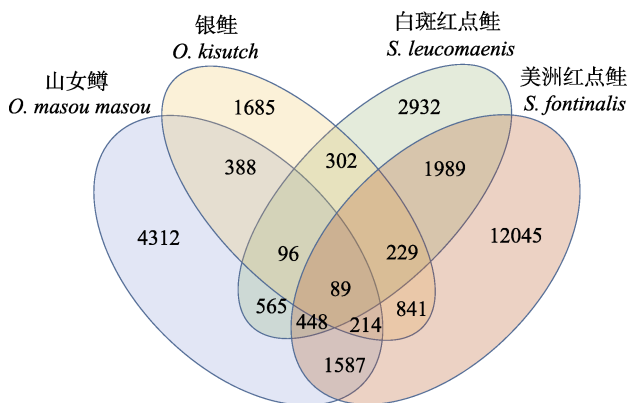 银鲑
O. kisutch
白斑红点鲑
S. leucomaenis
山女鳟
O. masou masou
美洲红点鲑
S. fontinalis
1685
2932
388
302
1989
4312
96
229
12045
89
565
448
214
841
1587